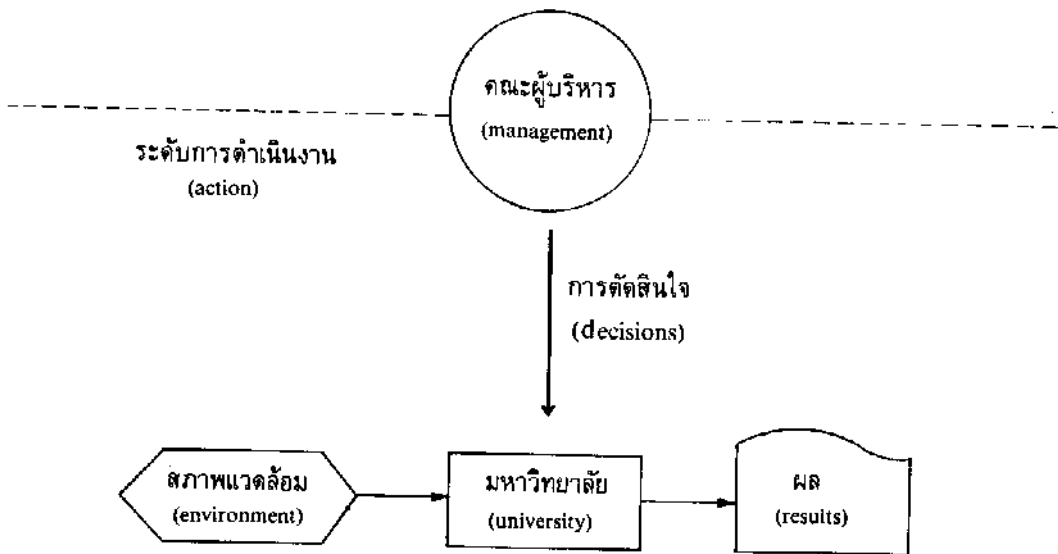 คณะผู้บริหาร
(management)
ระดับการดำเนินงาน
(action)
การตัดสินใจ
(decisions)
สภาพแวดล้อม
(environment)
มหาวิทยาลัย
(university)
ผล
(results)